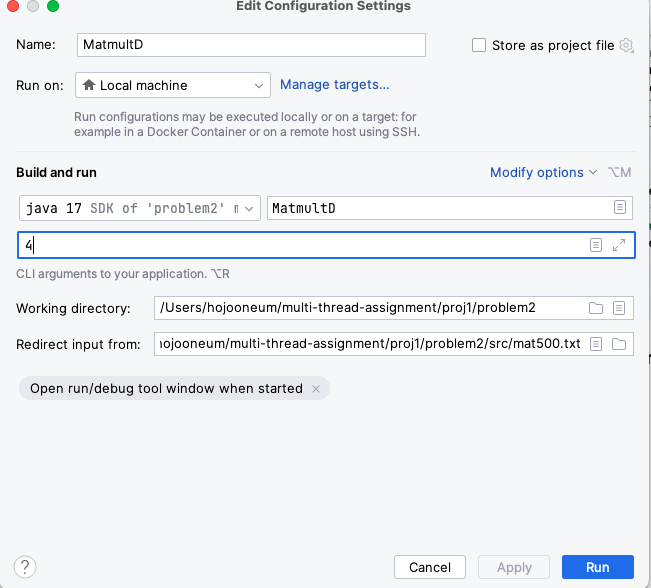 Edit Configuration Settings
Name: MatmultD Store as project file
Run on: Local machine Manage targets...
Run configurations may be executed locally or on a target: for
example in a Docker Container or on a remote host using SSH.
Build and run Modify options ⌥M
java 17 SDK of 'problem2' MatmultD
4
CLI arguments to your application. ⌥R
Working directory: /Users/hojooneum/multi-thread-assignment/proj1/problem2
Redirect input from: hojooneum/multi-thread-assignment/proj1/problem2/src/mat500.txt
Open run/debug tool window when started ×
? Cancel Apply Run